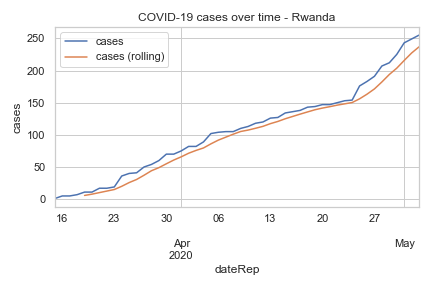 COVID-19 cases over time - Rwanda
cases
cases (rolling)
250
200
150
100
50
0
cases
16 23 30 06 13 20 27
Apr May
2020
dateRep